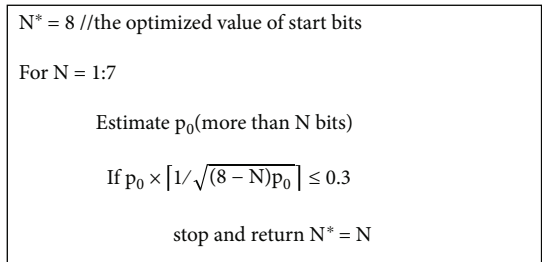 N* = 8 //the optimized value of start bits
For N = 1:7
Estimate p₀(more than N bits)
If p₀ × ⌈1/√((8 − N)p₀)⌉ ≤ 0.3
stop and return N* = N